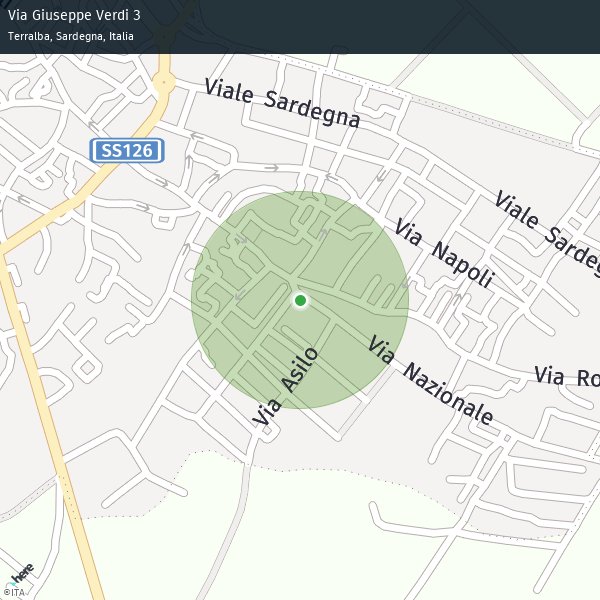 Via Giuseppe Verdi 3
Terralba, Sardegna, Italia
Viale Sardegna
SS126
Viale Sardeg
Via Napoli
Via Asilo
Via Nazionale
Via Ro
here
©ITA